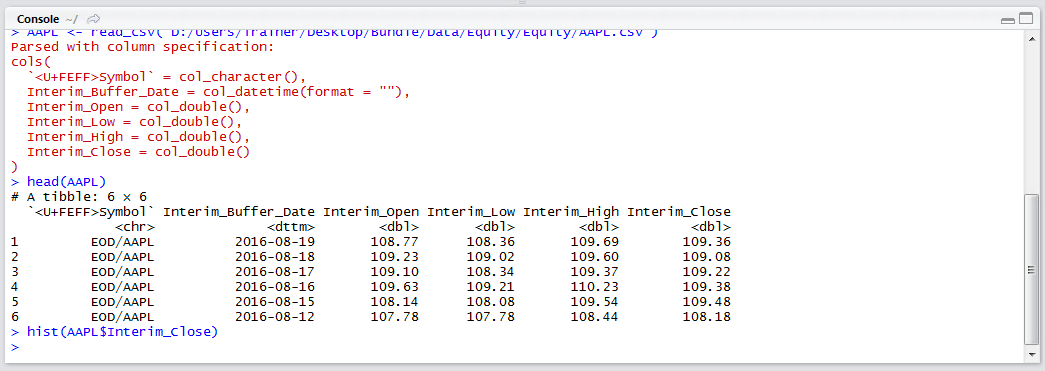 Console ~/
> AAPL <- read_csv("D:/Users/Trainer/Desktop/Bundle/Data/Equity/Equity/AAPL.csv")
Parsed with column specification:
cols(
  `<U+FEFF>Symbol` = col_character(),
  Interim_Buffer_Date = col_datetime(format = ""),
  Interim_Open = col_double(),
  Interim_Low = col_double(),
  Interim_High = col_double(),
  Interim_Close = col_double()
)
> head(AAPL)
# A tibble: 6 × 6
  `<U+FEFF>Symbol` Interim_Buffer_Date Interim_Open Interim_Low Interim_High Interim_Close
             <chr>              <dttm>        <dbl>       <dbl>        <dbl>         <dbl>
1         EOD/AAPL          2016-08-19       108.77      108.36       109.69        109.36
2         EOD/AAPL          2016-08-18       109.23      109.02       109.60        109.08
3         EOD/AAPL          2016-08-17       109.10      108.34       109.37        109.22
4         EOD/AAPL          2016-08-16       109.63      109.21       110.23        109.38
5         EOD/AAPL          2016-08-15       108.14      108.08       109.54        109.48
6         EOD/AAPL          2016-08-12       107.78      107.78       108.44        108.18
> hist(AAPL$Interim_Close)
>